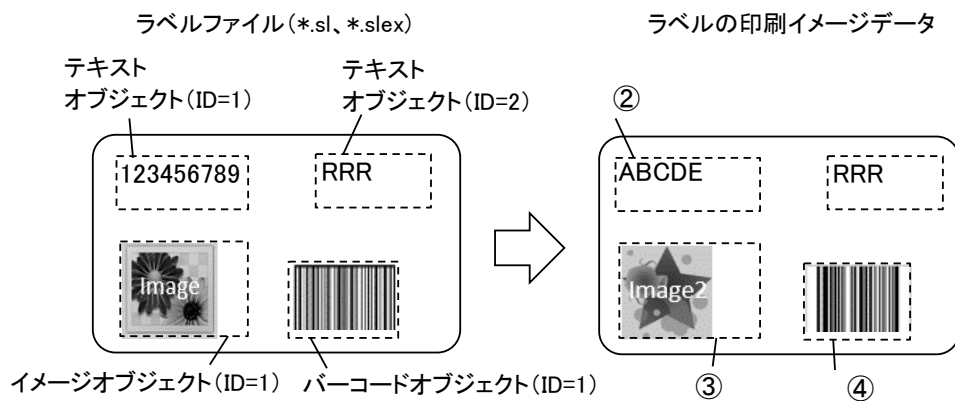 ラベルファイル(*.sl、*.slex)
ラベルの印刷イメージデータ
テキスト
オブジェクト(ID=1)
テキスト
オブジェクト(ID=2)
②
123456789
RRR
ABCDE
RRR
Image
Image2
イメージオブジェクト(ID=1)
バーコードオブジェクト(ID=1)
③
④